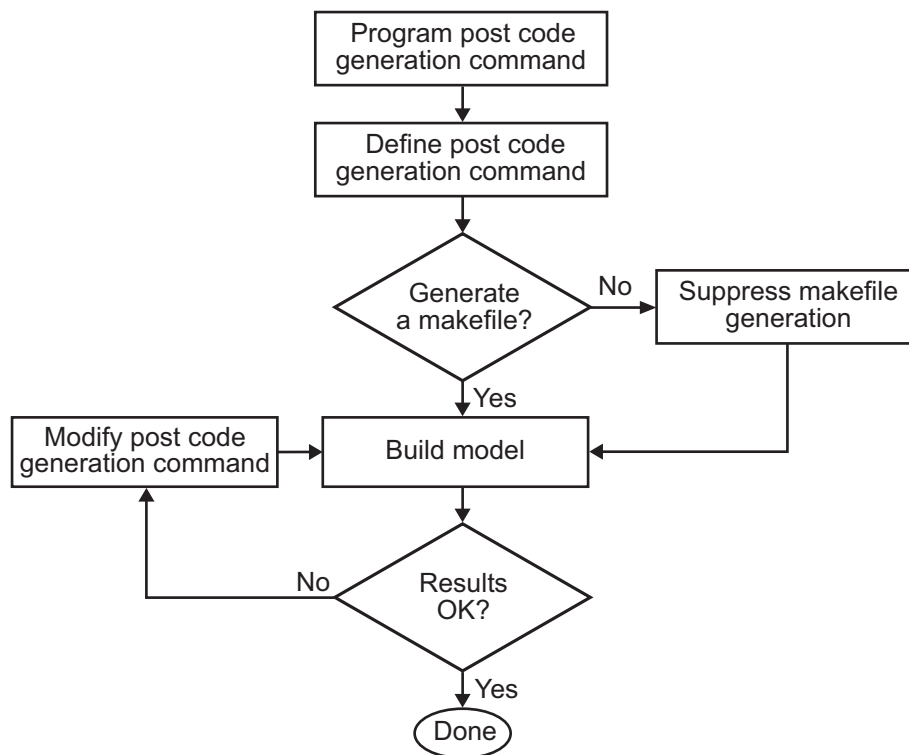 Program post code
generation command
Define post code
generation command
Generate
a makefile?
No
Suppress makefile
generation
Yes
Modify post code
generation command
Build model
No
Results
OK?
Yes
Done